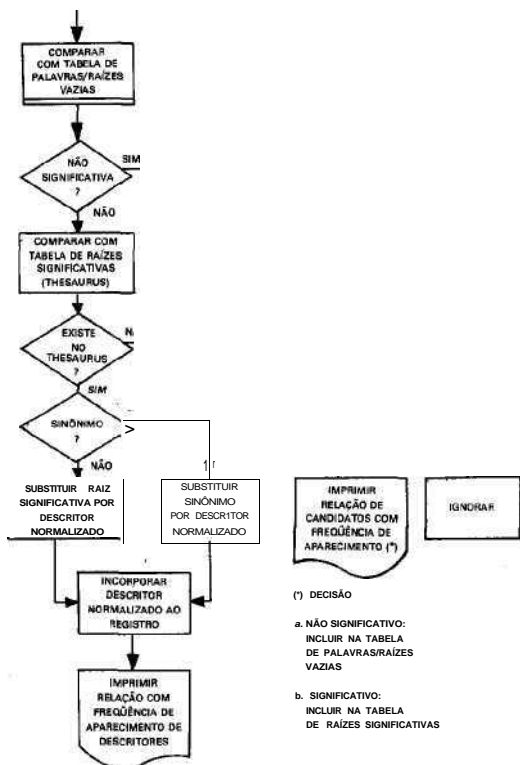 COMPARAR
COM TABELA DE
PALAVRAS/RAÍZES
VAZIAS
NÃO
SIGNIFICATIVA
?
SIM
NÃO
COMPARAR COM
TABELA DE RAÍZES
SIGNIFICATIVAS
(THESAURUS)
EXISTE
NO
THESAURUS
?
SIM
SINÔNIMO
?
NÃO
SUBSTITUIR RAIZ
SIGNIFICATIVA POR
DESCRITOR
NORMALIZADO
SUBSTITUIR
SINÔNIMO
POR DESCR1TOR
NORMALIZADO
INCORPORAR
DESCRITOR
NORMALIZADO AO
REGISTRO
IMPRIMIR
RELAÇÃO COM
FREQÜÊNCIA DE
APARECIMENTO DE
DESCRITORES
IMPRIMIR
RELAÇÃO DE
CANDIDATOS COM
FREQÜÊNCIA DE
APARECIMENTO (*)
IGNORAR
(*) DECISÃO
a. NÃO SIGNIFICATIVO:
INCLUIR NA TABELA
DE PALAVRAS/RAÍZES
VAZIAS
b. SIGNIFICATIVO:
INCLUIR NA TABELA
DE RAÍZES SIGNIFICATIVAS